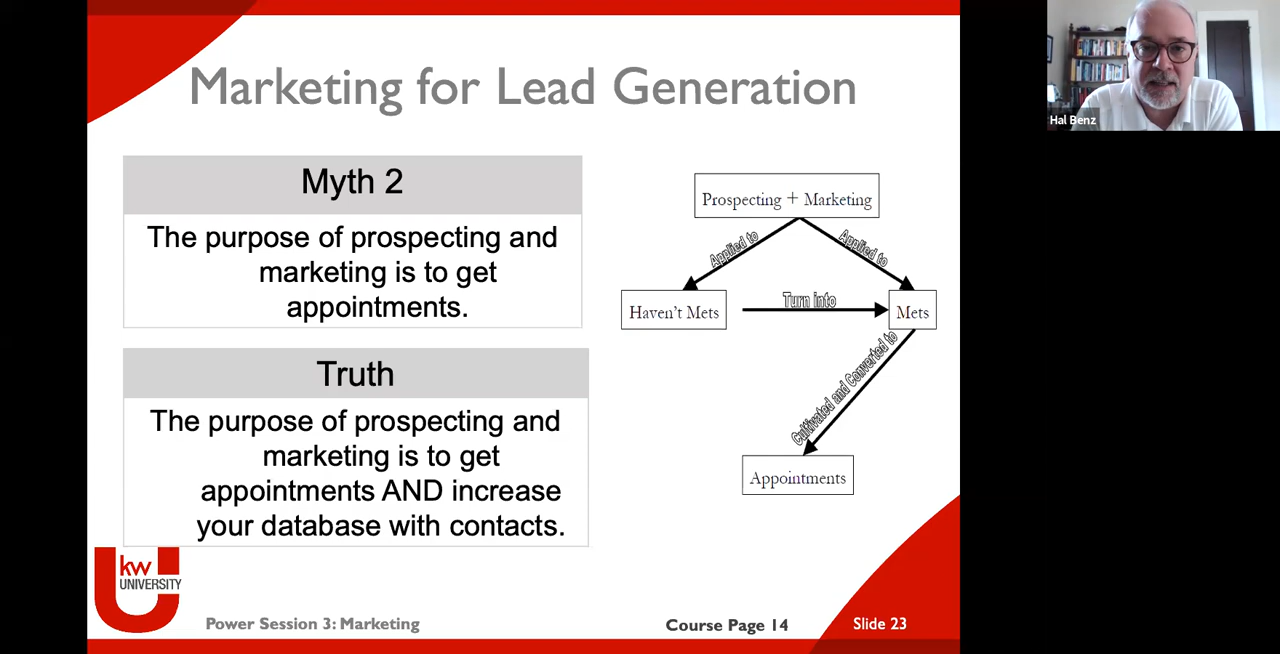 Marketing for Lead Generation
Hal Benz
Myth 2
The purpose of prospecting and
marketing is to get
appointments.
Truth
The purpose of prospecting and
marketing is to get
appointments AND increase
your database with contacts.
Prospecting + Marketing
Applied to
Applied to
Haven't Mets
Turn into
Mets
Cultivated and Converted to
Appointments
kw
UNIVERSITY
Power Session 3: Marketing
Course Page 14
Slide 23